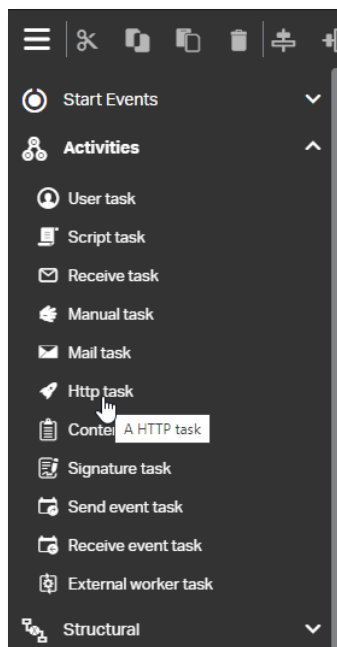 Start Events
Activities
User task
Script task
Receive task
Manual task
Mail task
Http task
A HTTP task
Signature task
Send event task
Receive event task
External worker task
Structural